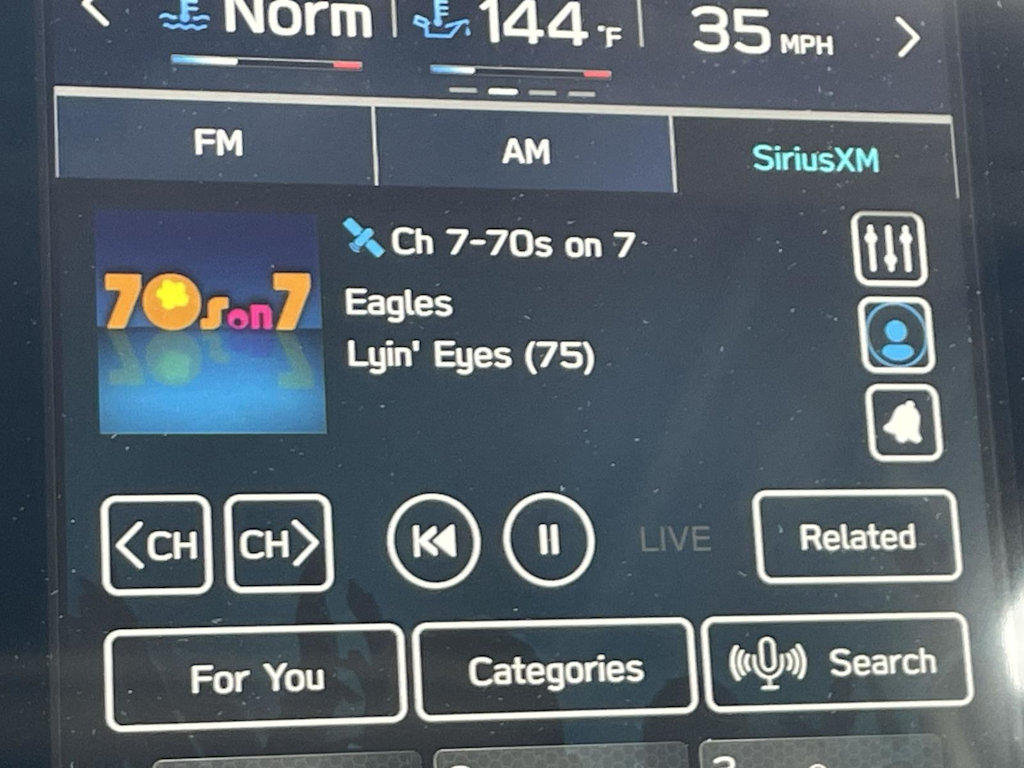 Norm
144 °F
35 MPH
FM
AM
SiriusXM
70s on 7
Ch 7-70s on 7
Eagles
Lyin' Eyes (75)
CH
CH
LIVE
Related
For You
Categories
Search